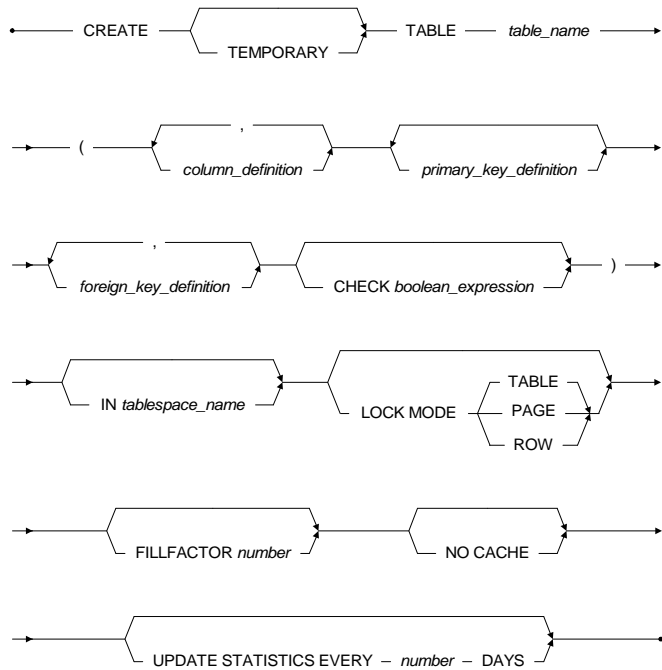 CREATE TABLE table_name
TEMPORARY
,
( column_definition primary_key_definition
,
foreign_key_definition CHECK boolean_expression )
IN tablespace_name LOCK MODE TABLE
PAGE
ROW
FILLFACTOR number NO CACHE
UPDATE STATISTICS EVERY number DAYS